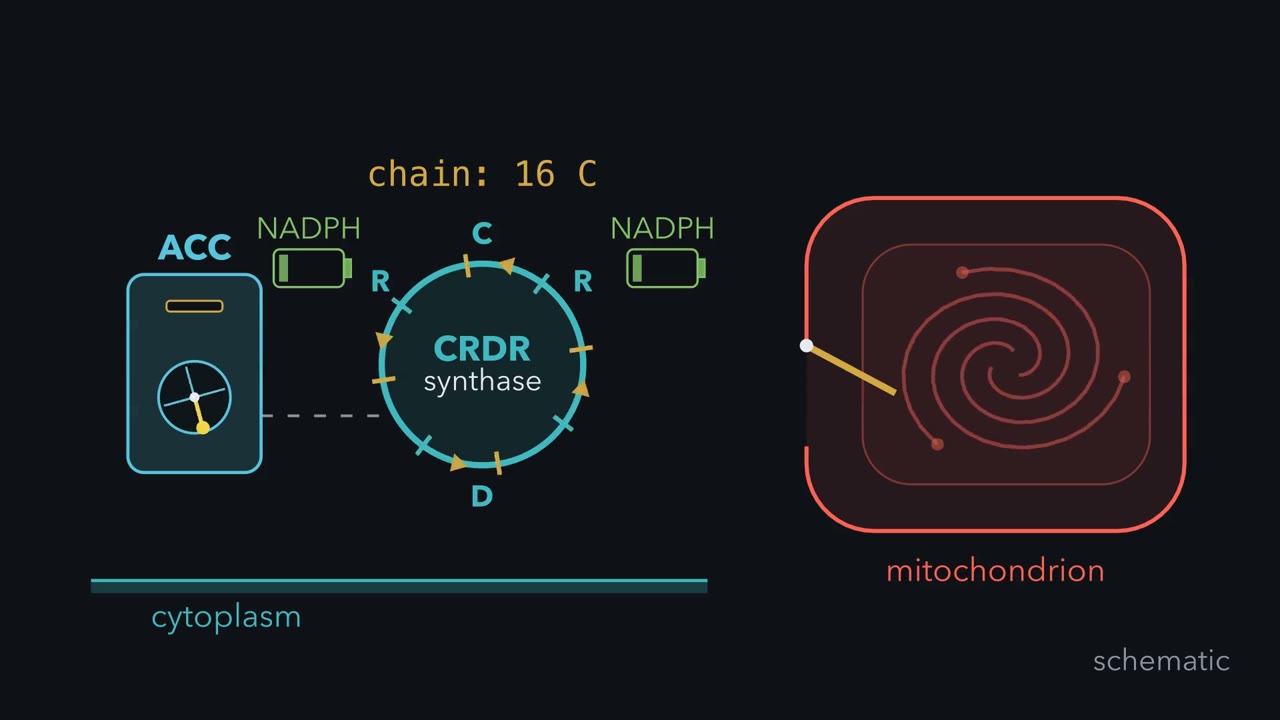 chain: 16 C
NADPH
NADPH
ACC
C
R
R
CRDR
synthase
D
mitochondrion
cytoplasm
schematic